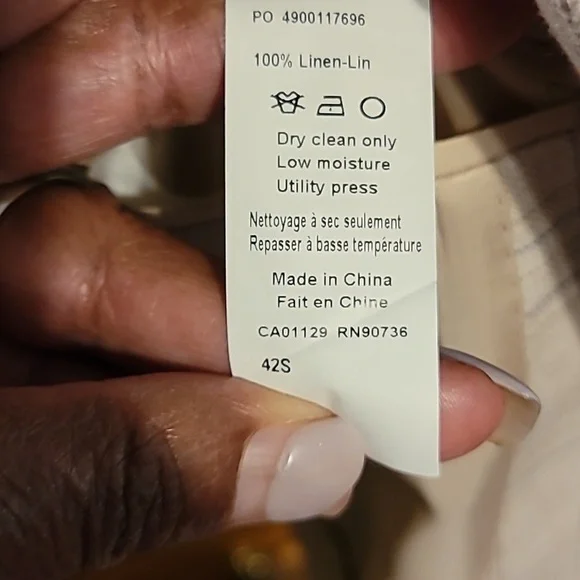 PO 4900117696
100% Linen-Lin
Dry clean only
Low moisture
Utility press
Nettoyage à sec seulement
Repasser à basse température
Made in China
Fait en Chine
CA01129 RN90736
42S